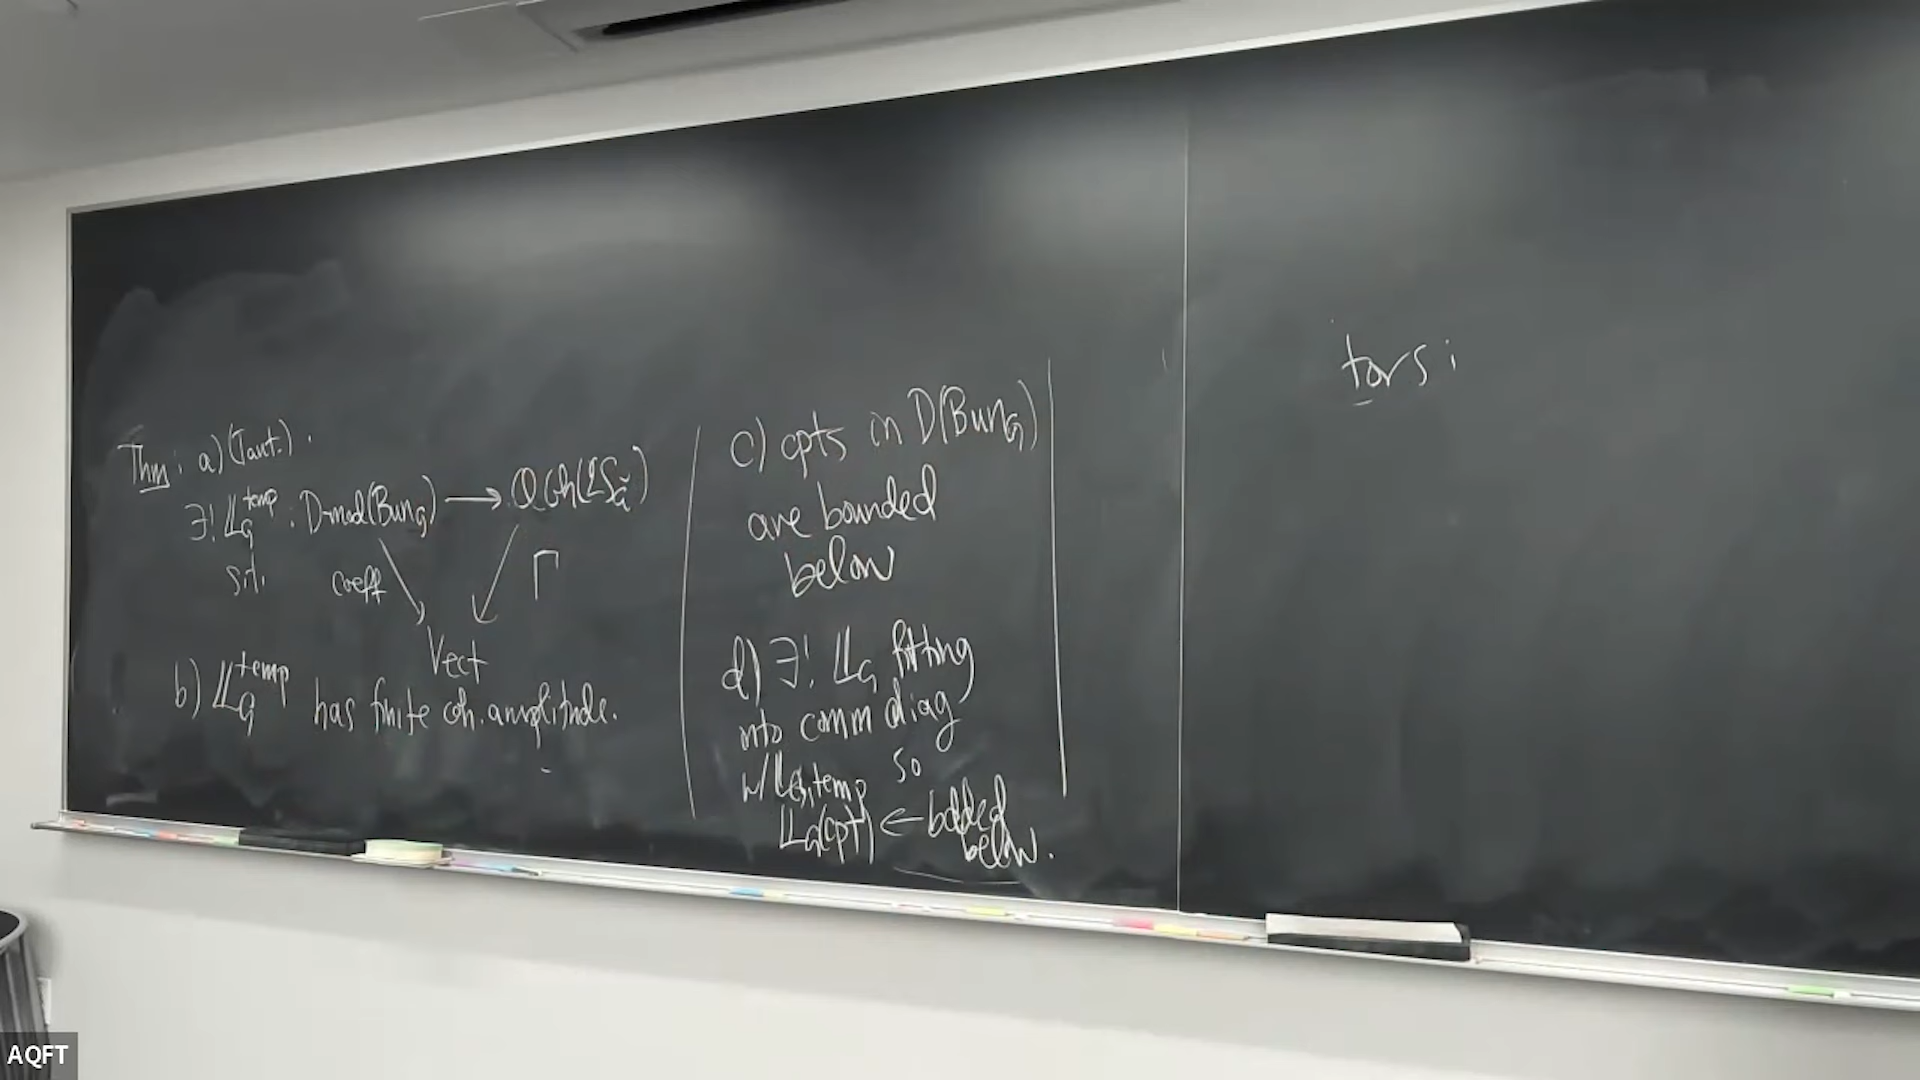 Thm: a) (Taut.).
∃! 𝕃_G^temp : D-mod(Bun_G) → QCoh(LS_Ǧ)
s.t. coeff Γ
Vect
b) 𝕃_G^temp has finite coh. amplitude.
c) cpts in D(Bun_G)
are bounded
below
d) ∃! 𝕃_G fitting
into comm diag
w/ 𝕃_G,temp so
𝕃_G(cpt) ← bdded
below.
tors:
AQFT